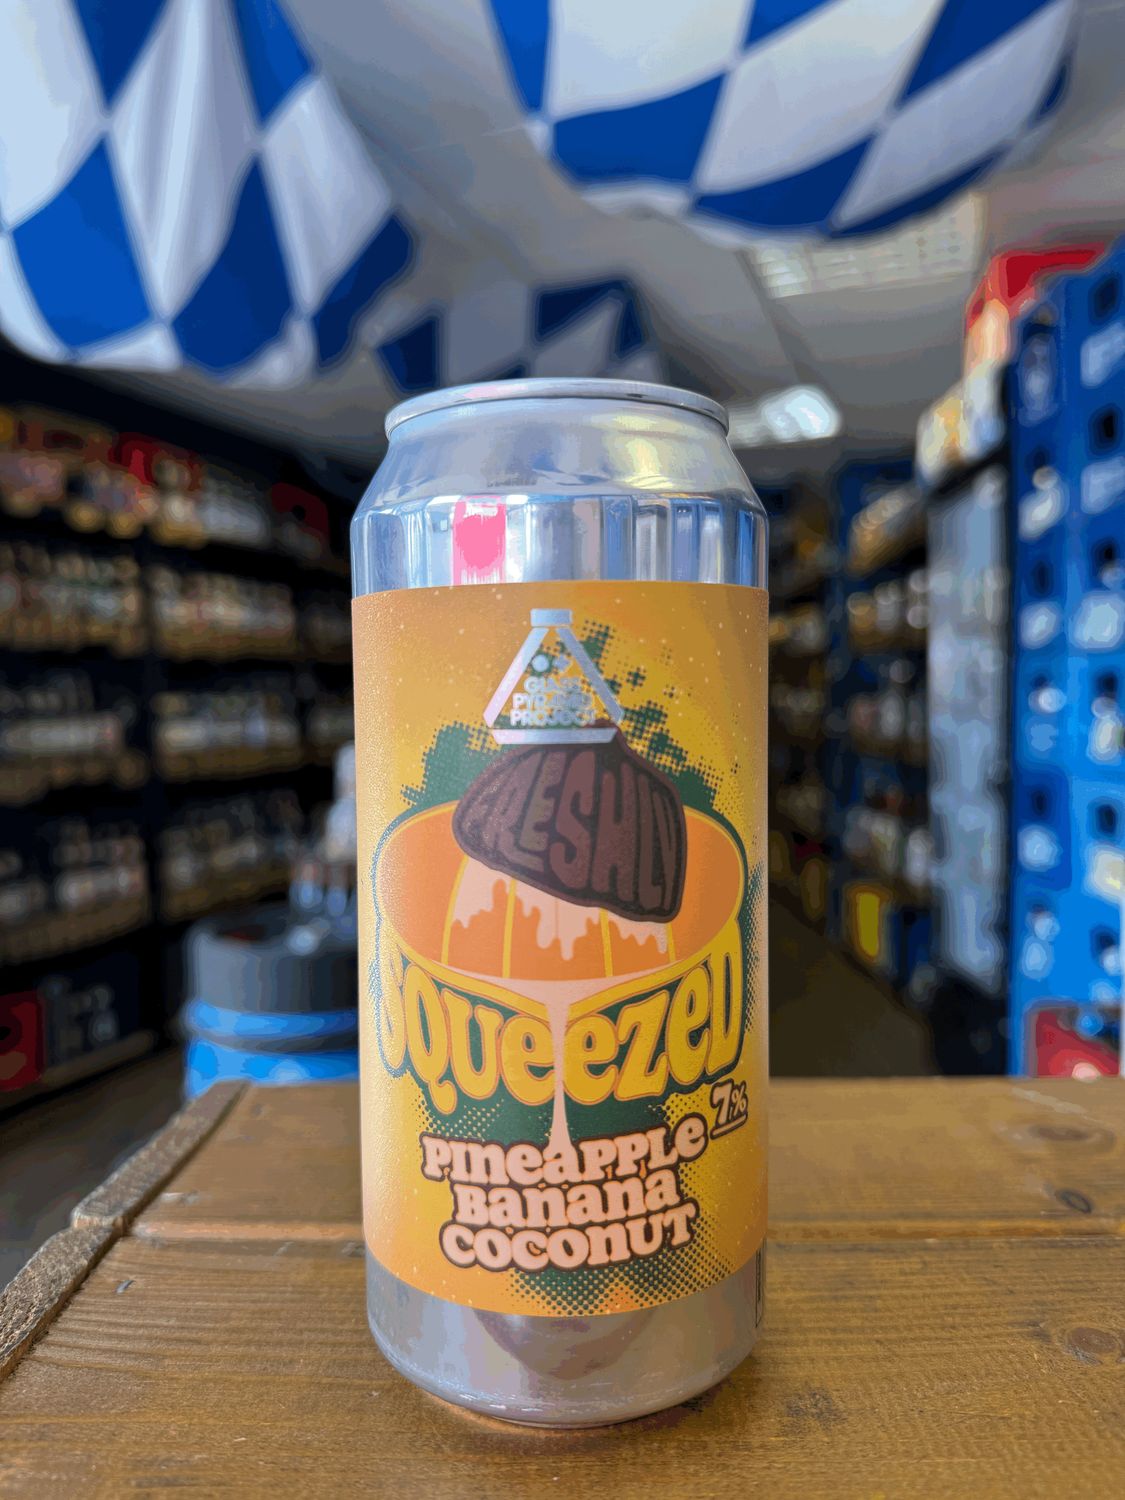 GLASS
PYRAMID
PROJECT
FRESHLY
SQUEEZED
7%
PINEAPPLE
BANANA
COCONUT